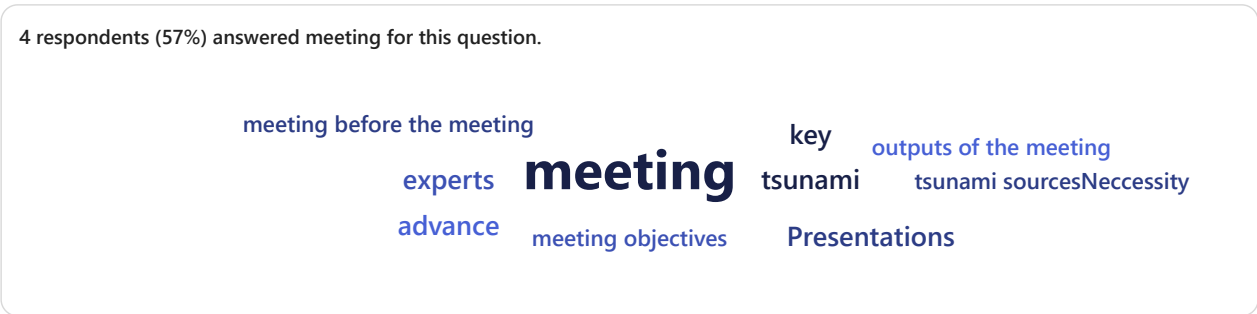 4 respondents (57%) answered meeting for this question.
meeting before the meeting
key
outputs of the meeting
experts
meeting
tsunami
tsunami sourcesNeccessity
advance
meeting objectives
Presentations